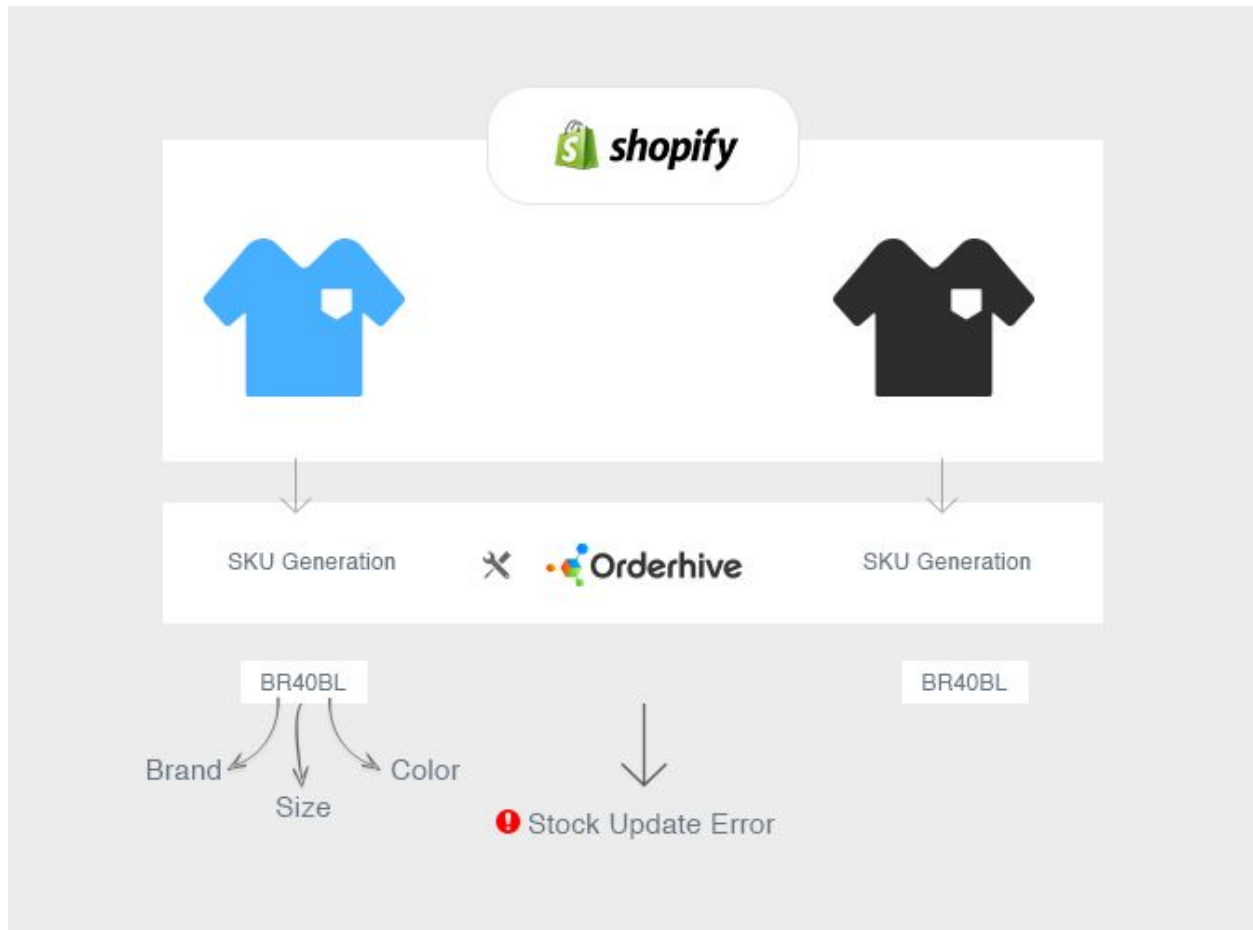 shopify
SKU Generation
Orderhive
SKU Generation
BR40BL
BR40BL
Brand
Color
Size
Stock Update Error